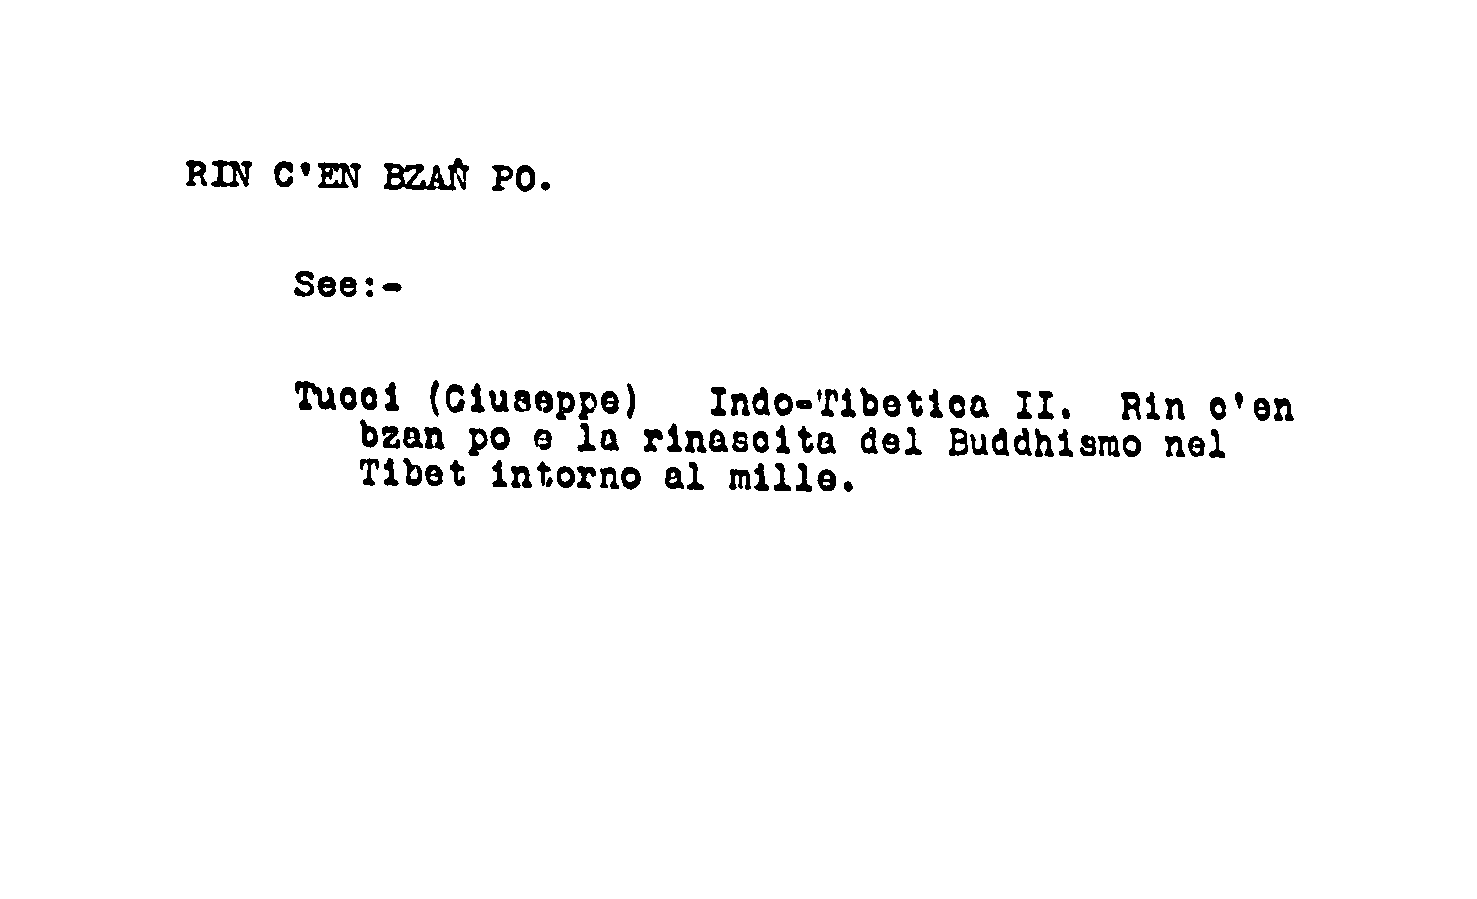 RIN C'EN BZAṄ PO.
See:-
Tucci (Giuseppe) Indo-Tibetica II. Rin c'en
bzan po e la rinascita del Buddhismo nel
Tibet intorno al mille.